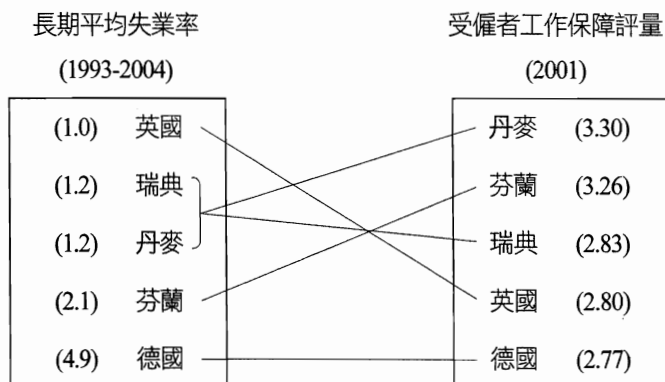 長期平均失業率 受僱者工作保障評量
(1993-2004) (2001)
(1.0) 英國 丹麥 (3.30)
(1.2) 瑞典 芬蘭 (3.26)
(1.2) 丹麥 瑞典 (2.83)
(2.1) 芬蘭 英國 (2.80)
(4.9) 德國 德國 (2.77)